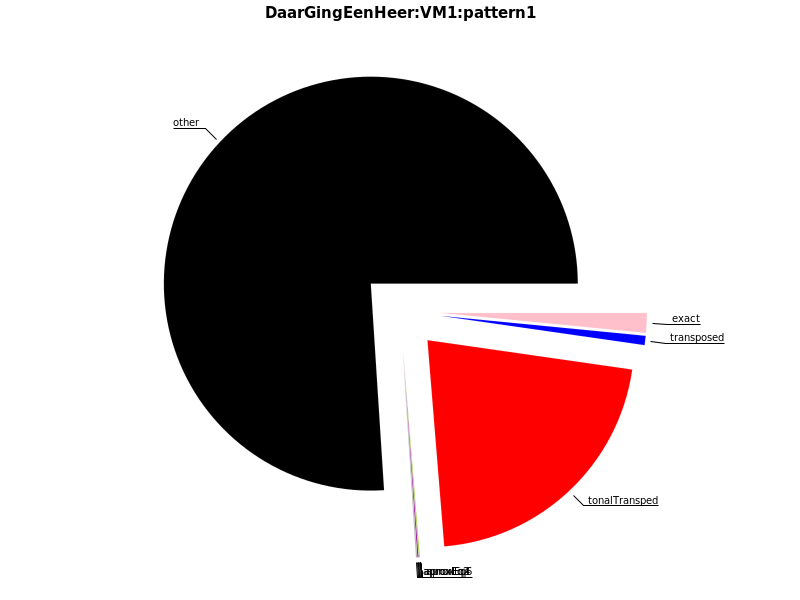 DaarGingEenHeer:VM1:pattern1
other
exact
transposed
tonalTransped